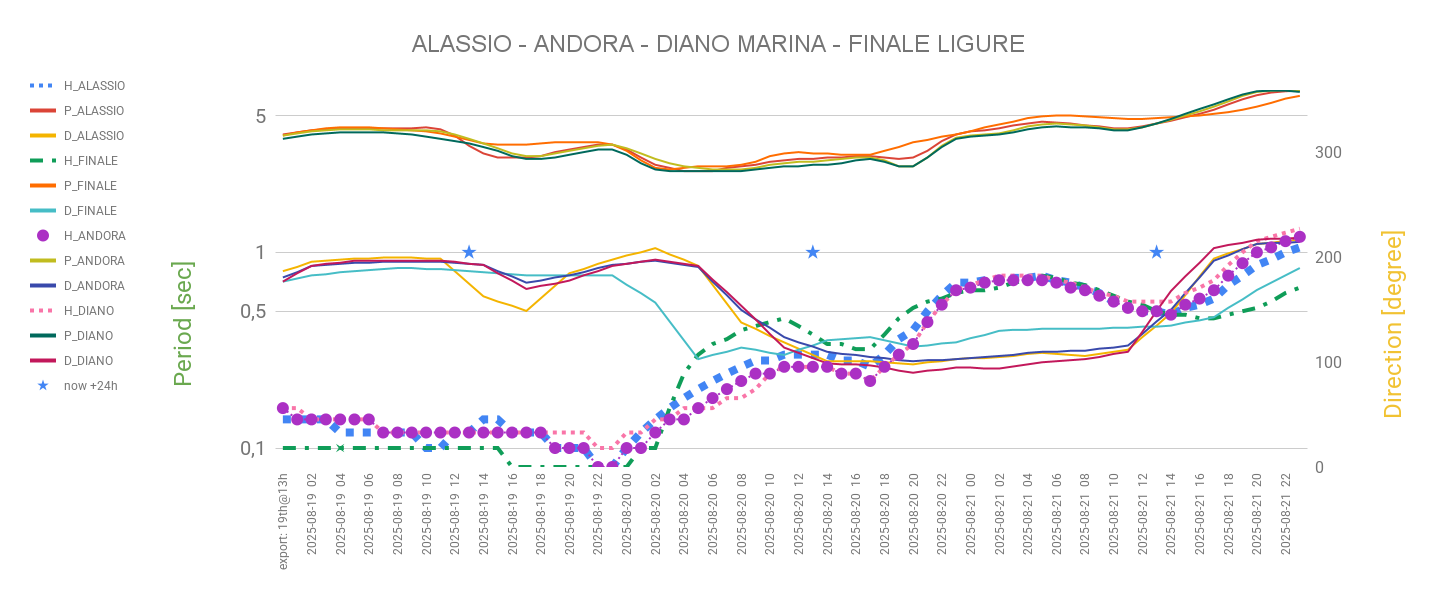 ALASSIO - ANDORA - DIANO MARINA - FINALE LIGURE
H_ALASSIO
P_ALASSIO
D_ALASSIO
H_FINALE
P_FINALE
D_FINALE
H_ANDORA
P_ANDORA
D_ANDORA
H_DIANO
P_DIANO
D_DIANO
now +24h
Period [sec]
5
1
0,5
0,1
300
200
100
0
Direction [degree]
export: 19th@13h
2025-08-19 02
2025-08-19 04
2025-08-19 06
2025-08-19 08
2025-08-19 10
2025-08-19 12
2025-08-19 14
2025-08-19 16
2025-08-19 18
2025-08-19 20
2025-08-19 22
2025-08-20 00
2025-08-20 02
2025-08-20 04
2025-08-20 06
2025-08-20 08
2025-08-20 10
2025-08-20 12
2025-08-20 14
2025-08-20 16
2025-08-20 18
2025-08-20 20
2025-08-20 22
2025-08-21 00
2025-08-21 02
2025-08-21 04
2025-08-21 06
2025-08-21 08
2025-08-21 10
2025-08-21 12
2025-08-21 14
2025-08-21 16
2025-08-21 18
2025-08-21 20
2025-08-21 22